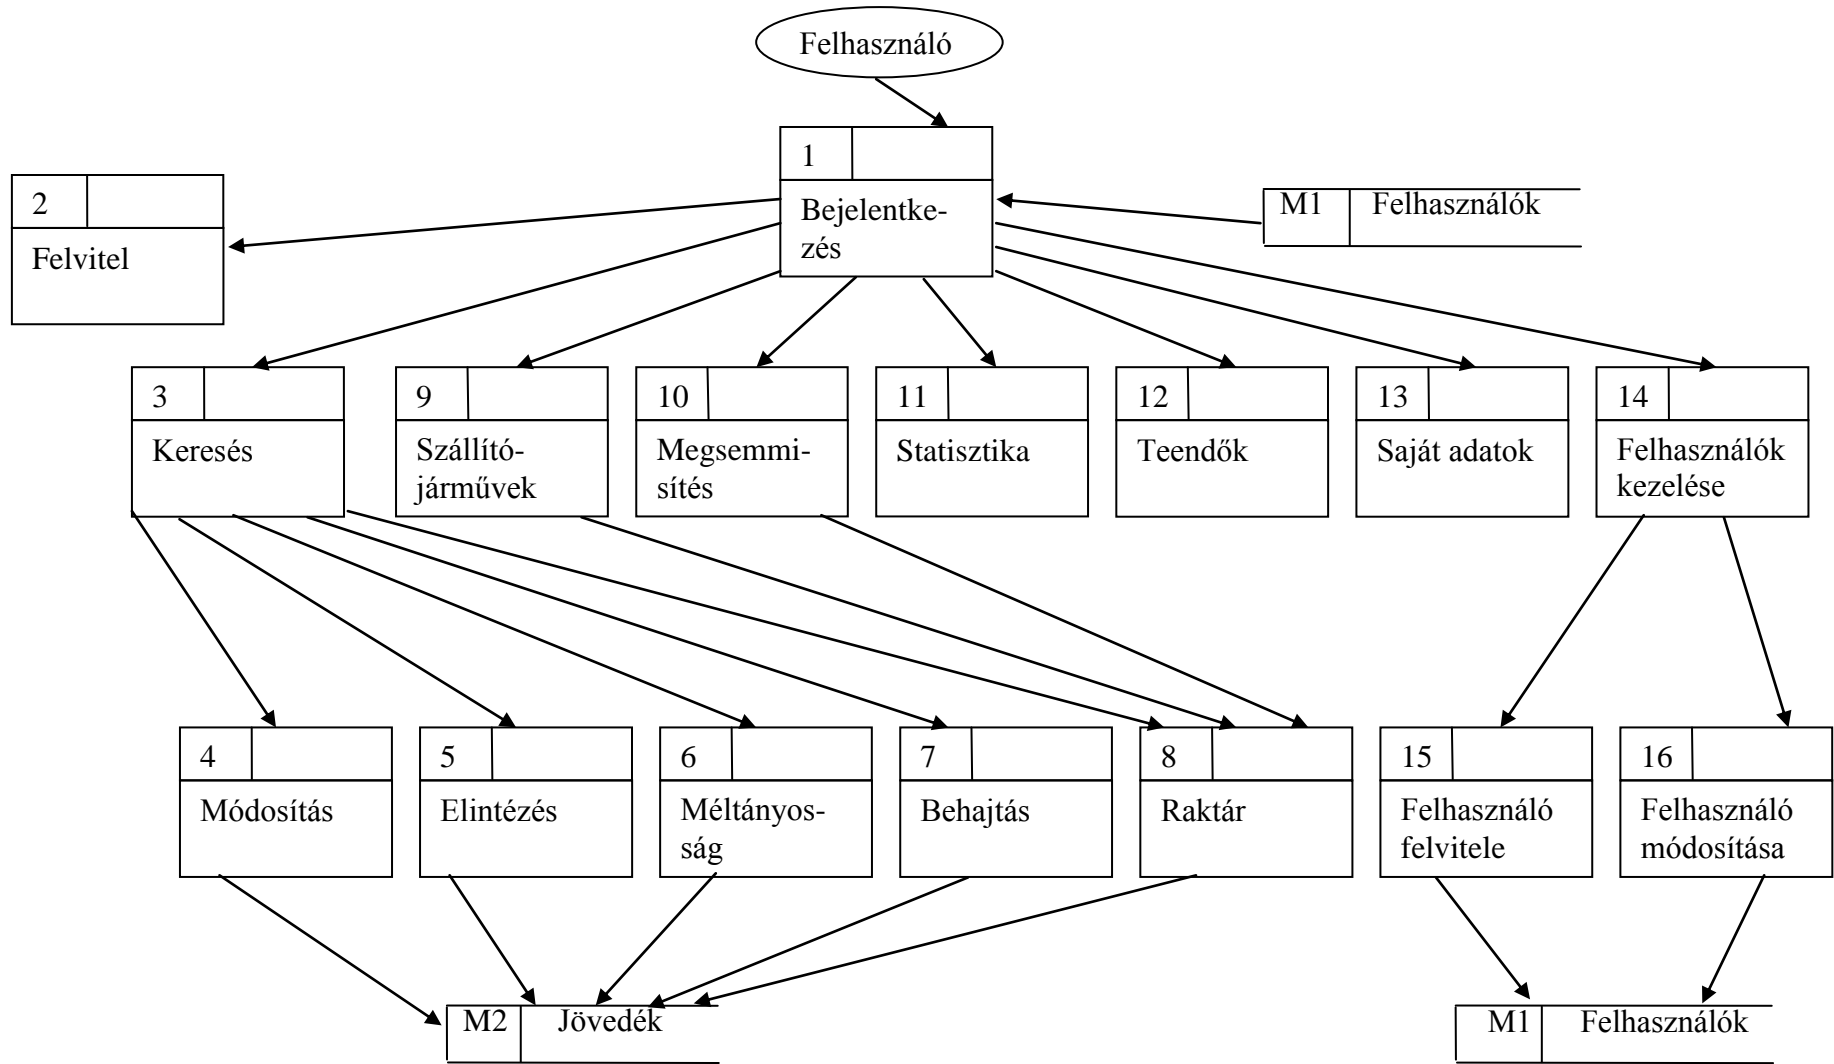 Felhasználó
1
Bejelentke-
zés
M1 Felhasználók
2
Felvitel
3
Keresés
9
Szállító-
járművek
10
Megsemmi-
sítés
11
Statisztika
12
Teendők
13
Saját adatok
14
Felhasználók
kezelése
4
Módosítás
5
Elintézés
6
Méltányos-
ság
7
Behajtás
8
Raktár
15
Felhasználó
felvitele
16
Felhasználó
módosítása
M2 Jövedék
M1 Felhasználók